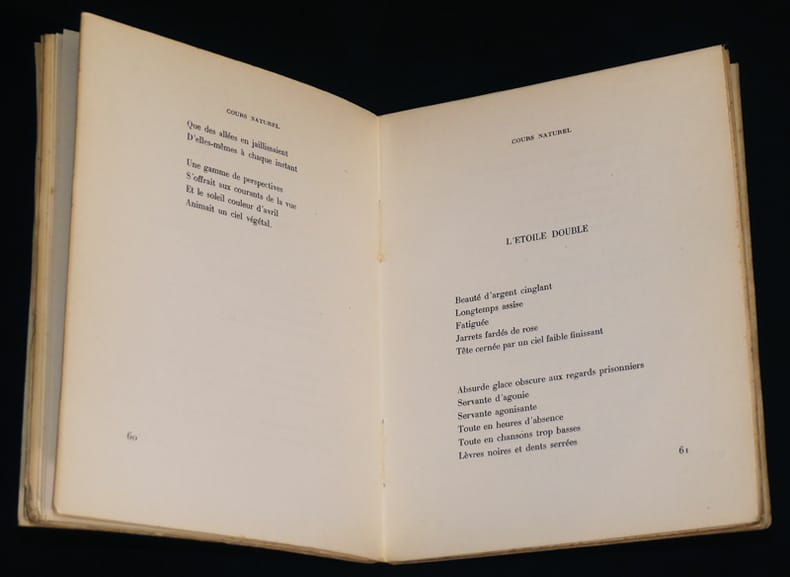 COURS NATUREL
Que des allées en jaillissaient
D'elles-mêmes à chaque instant
Une gamme de perspectives
S'offrait aux courants de la vue
Et le soleil couleur d'avril
Animait un ciel végétal.
60
COURS NATUREL
L'ETOILE DOUBLE
Beauté d'argent cinglant
Longtemps assise
Fatiguée
Jarrets fardés de rose
Tête cernée par un ciel faible finissant
Absurde glace obscure aux regards prisonniers
Servante d'agonie
Servante agonisante
Toute en heures d'absence
Toute en chansons trop basses
Lèvres noires et dents serrées
61